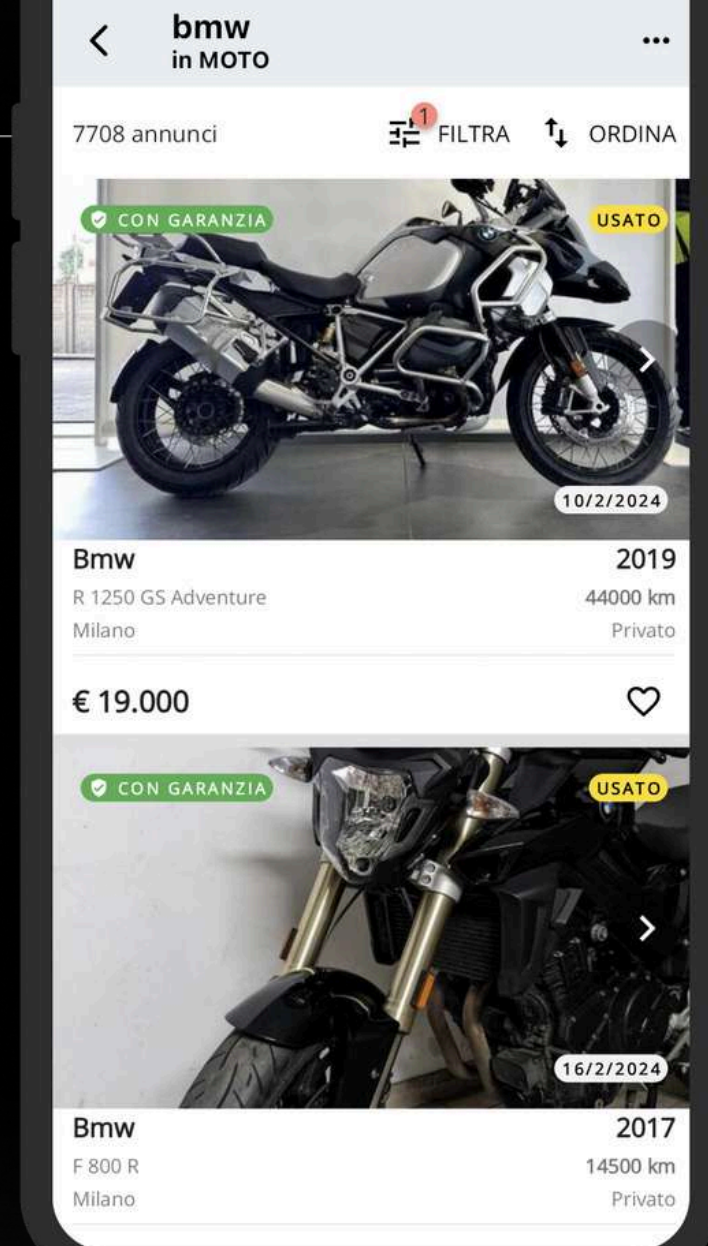 bmw
in MOTO
7708 annunci
1
FILTRA
ORDINA
CON GARANZIA
USATO
10/2/2024
Bmw
2019
R 1250 GS Adventure
44000 km
Milano
Privato
€ 19.000
CON GARANZIA
USATO
16/2/2024
Bmw
2017
F 800 R
14500 km
Milano
Privato